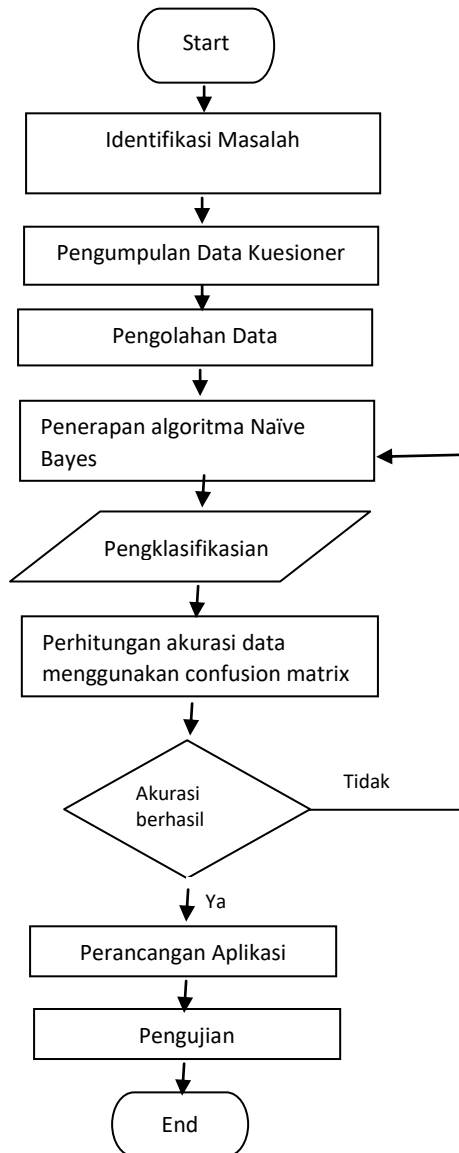 Start
Identifikasi Masalah
Pengumpulan Data Kuesioner
Pengolahan Data
Penerapan algoritma Naïve
Bayes
Pengklasifikasian
Perhitungan akurasi data
menggunakan confusion matrix
Akurasi
berhasil
Tidak
Ya
Perancangan Aplikasi
Pengujian
End